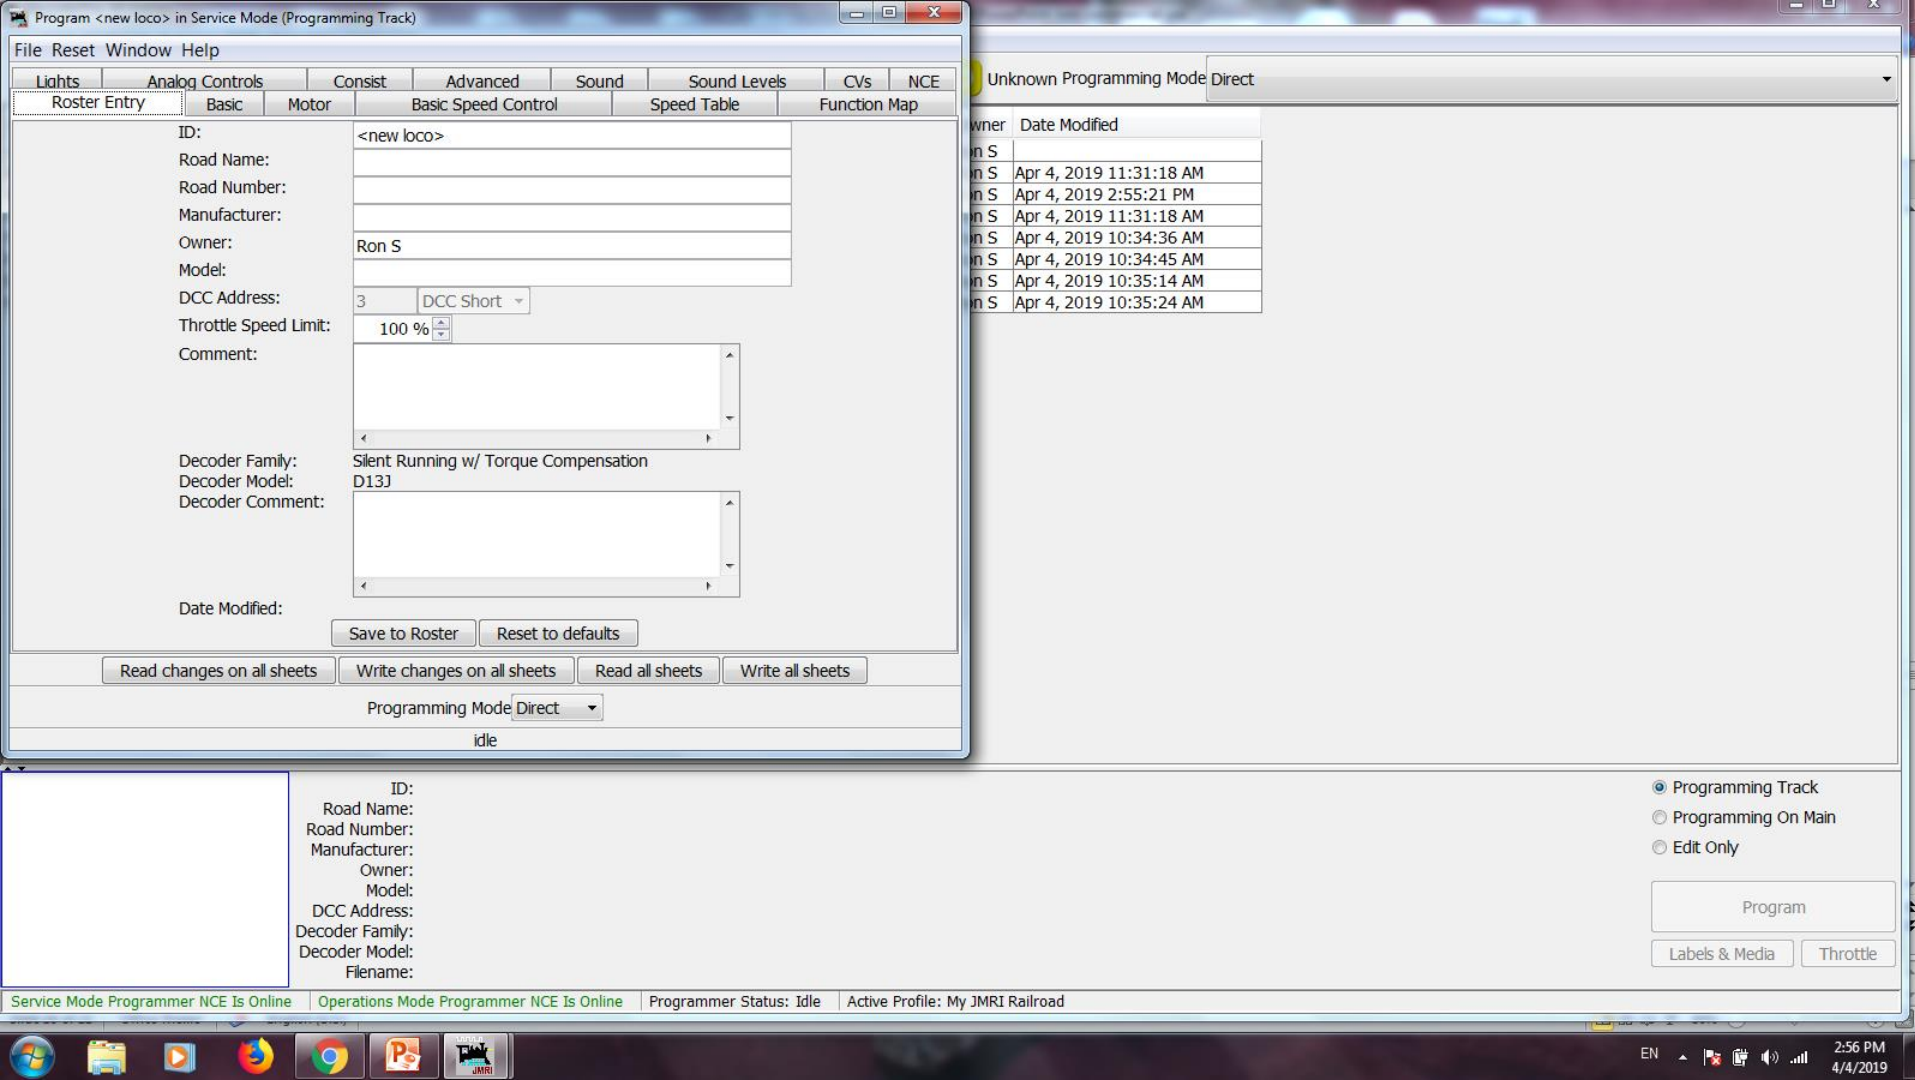 Program <new loco> in Service Mode (Programming Track)
File Reset Window Help
Lights Analog Controls Consist Advanced Sound Sound Levels CVs NCE
Roster Entry Basic Motor Basic Speed Control Speed Table Function Map
ID: <new loco>
Road Name:
Road Number:
Manufacturer:
Owner: Ron S
Model:
DCC Address: 3 DCC Short
Throttle Speed Limit: 100 %
Comment:
Decoder Family: Silent Running w/ Torque Compensation
Decoder Model: D13J
Decoder Comment:
Date Modified:
Save to Roster Reset to defaults
Read changes on all sheets Write changes on all sheets Read all sheets Write all sheets
Programming Mode Direct
idle
Unknown Programming Mode Direct
wner Date Modified
n S
n S Apr 4, 2019 11:31:18 AM
n S Apr 4, 2019 2:55:21 PM
n S Apr 4, 2019 11:31:18 AM
n S Apr 4, 2019 10:34:36 AM
n S Apr 4, 2019 10:34:45 AM
n S Apr 4, 2019 10:35:14 AM
n S Apr 4, 2019 10:35:24 AM
ID:
Road Name:
Road Number:
Manufacturer:
Owner:
Model:
DCC Address:
Decoder Family:
Decoder Model:
Filename:
Programming Track
Programming On Main
Edit Only
Program
Labels & Media Throttle
Service Mode Programmer NCE Is Online Operations Mode Programmer NCE Is Online Programmer Status: Idle Active Profile: My JMRI Railroad
JMRI
EN
2:56 PM
4/4/2019